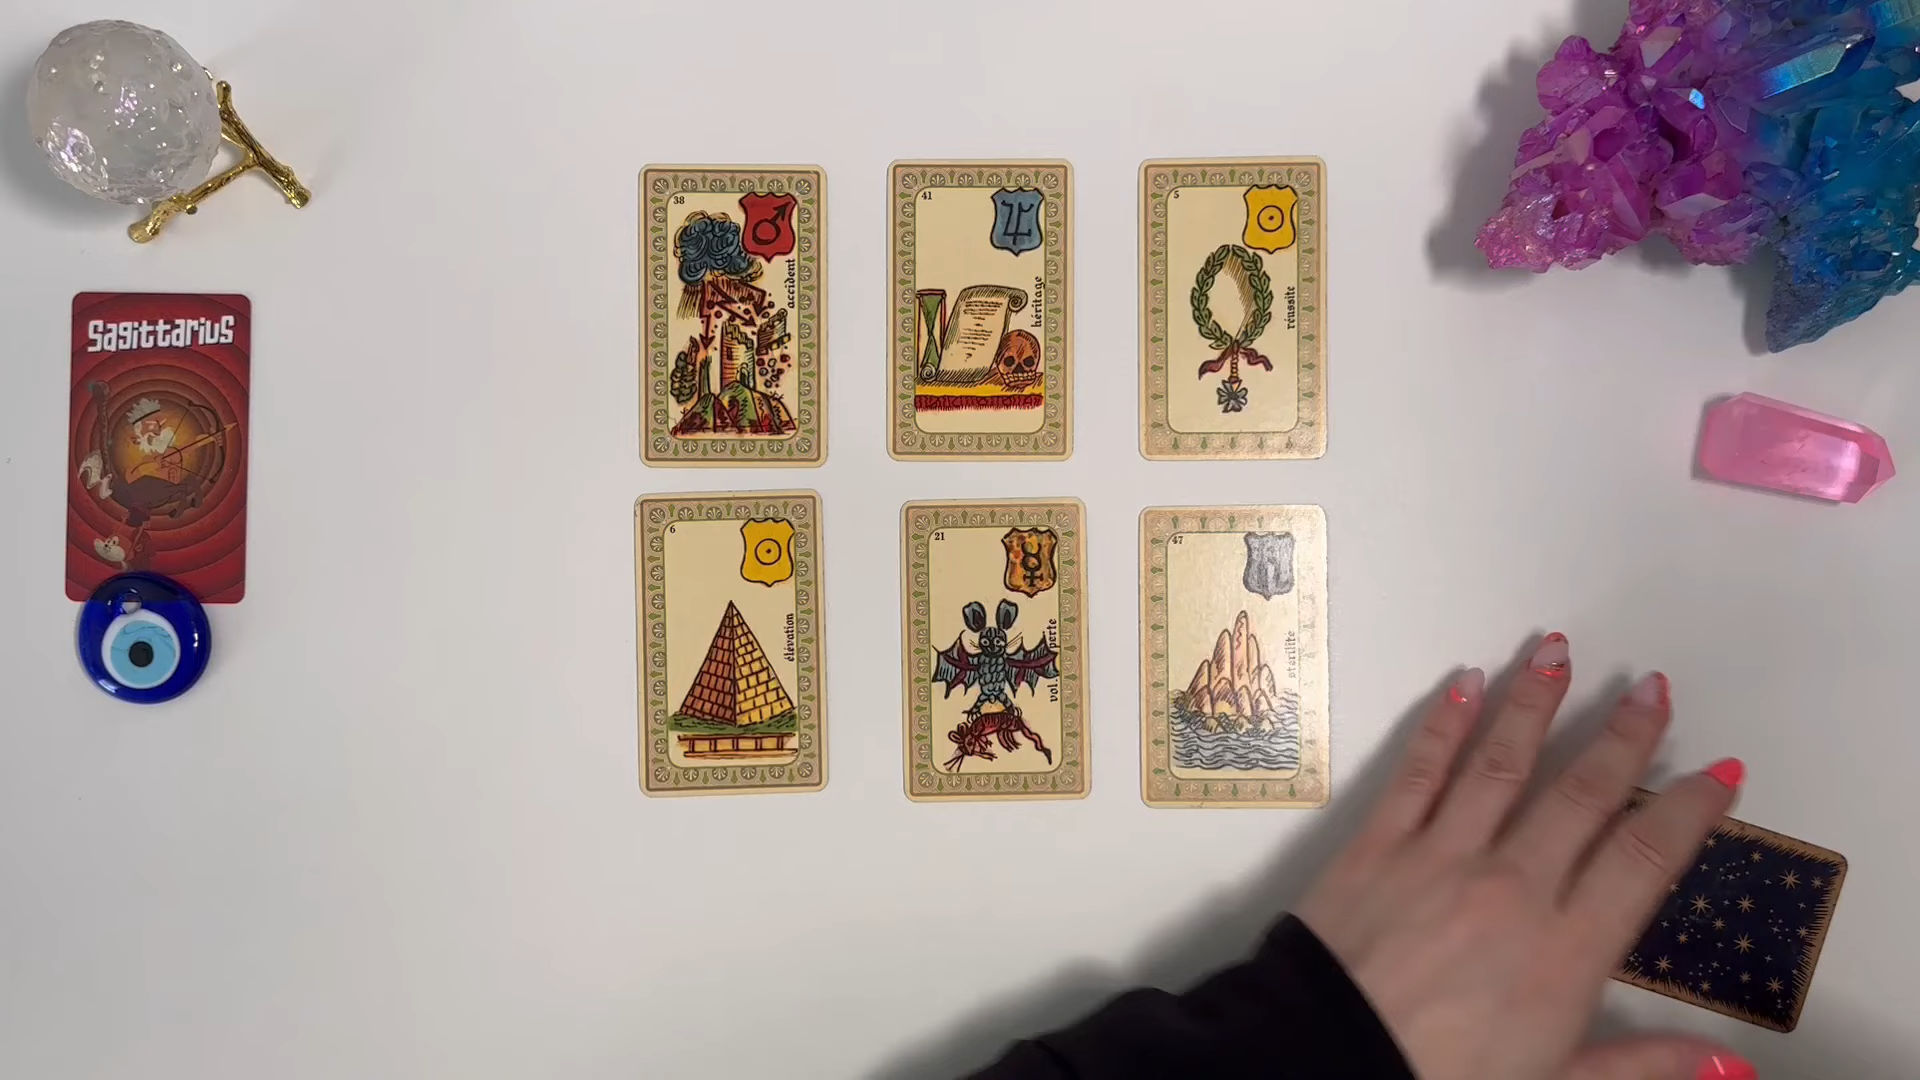 Sagittarius
38
accident
41
héritage
5
réussite
6
élévation
21
vol. perte
47
stérilité